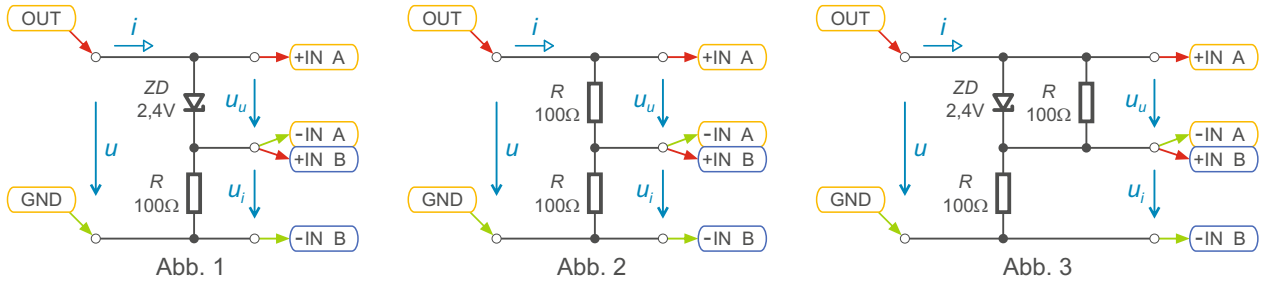 OUT
i
+IN A
ZD
2,4V
u
uᵤ
-IN A
+IN B
R
100Ω
uᵢ
GND
-IN B
Abb. 1
OUT
i
+IN A
R
100Ω
u
uᵤ
-IN A
+IN B
R
100Ω
uᵢ
GND
-IN B
Abb. 2
OUT
i
+IN A
ZD
2,4V
R
100Ω
u
uᵤ
-IN A
+IN B
R
100Ω
uᵢ
GND
-IN B
Abb. 3